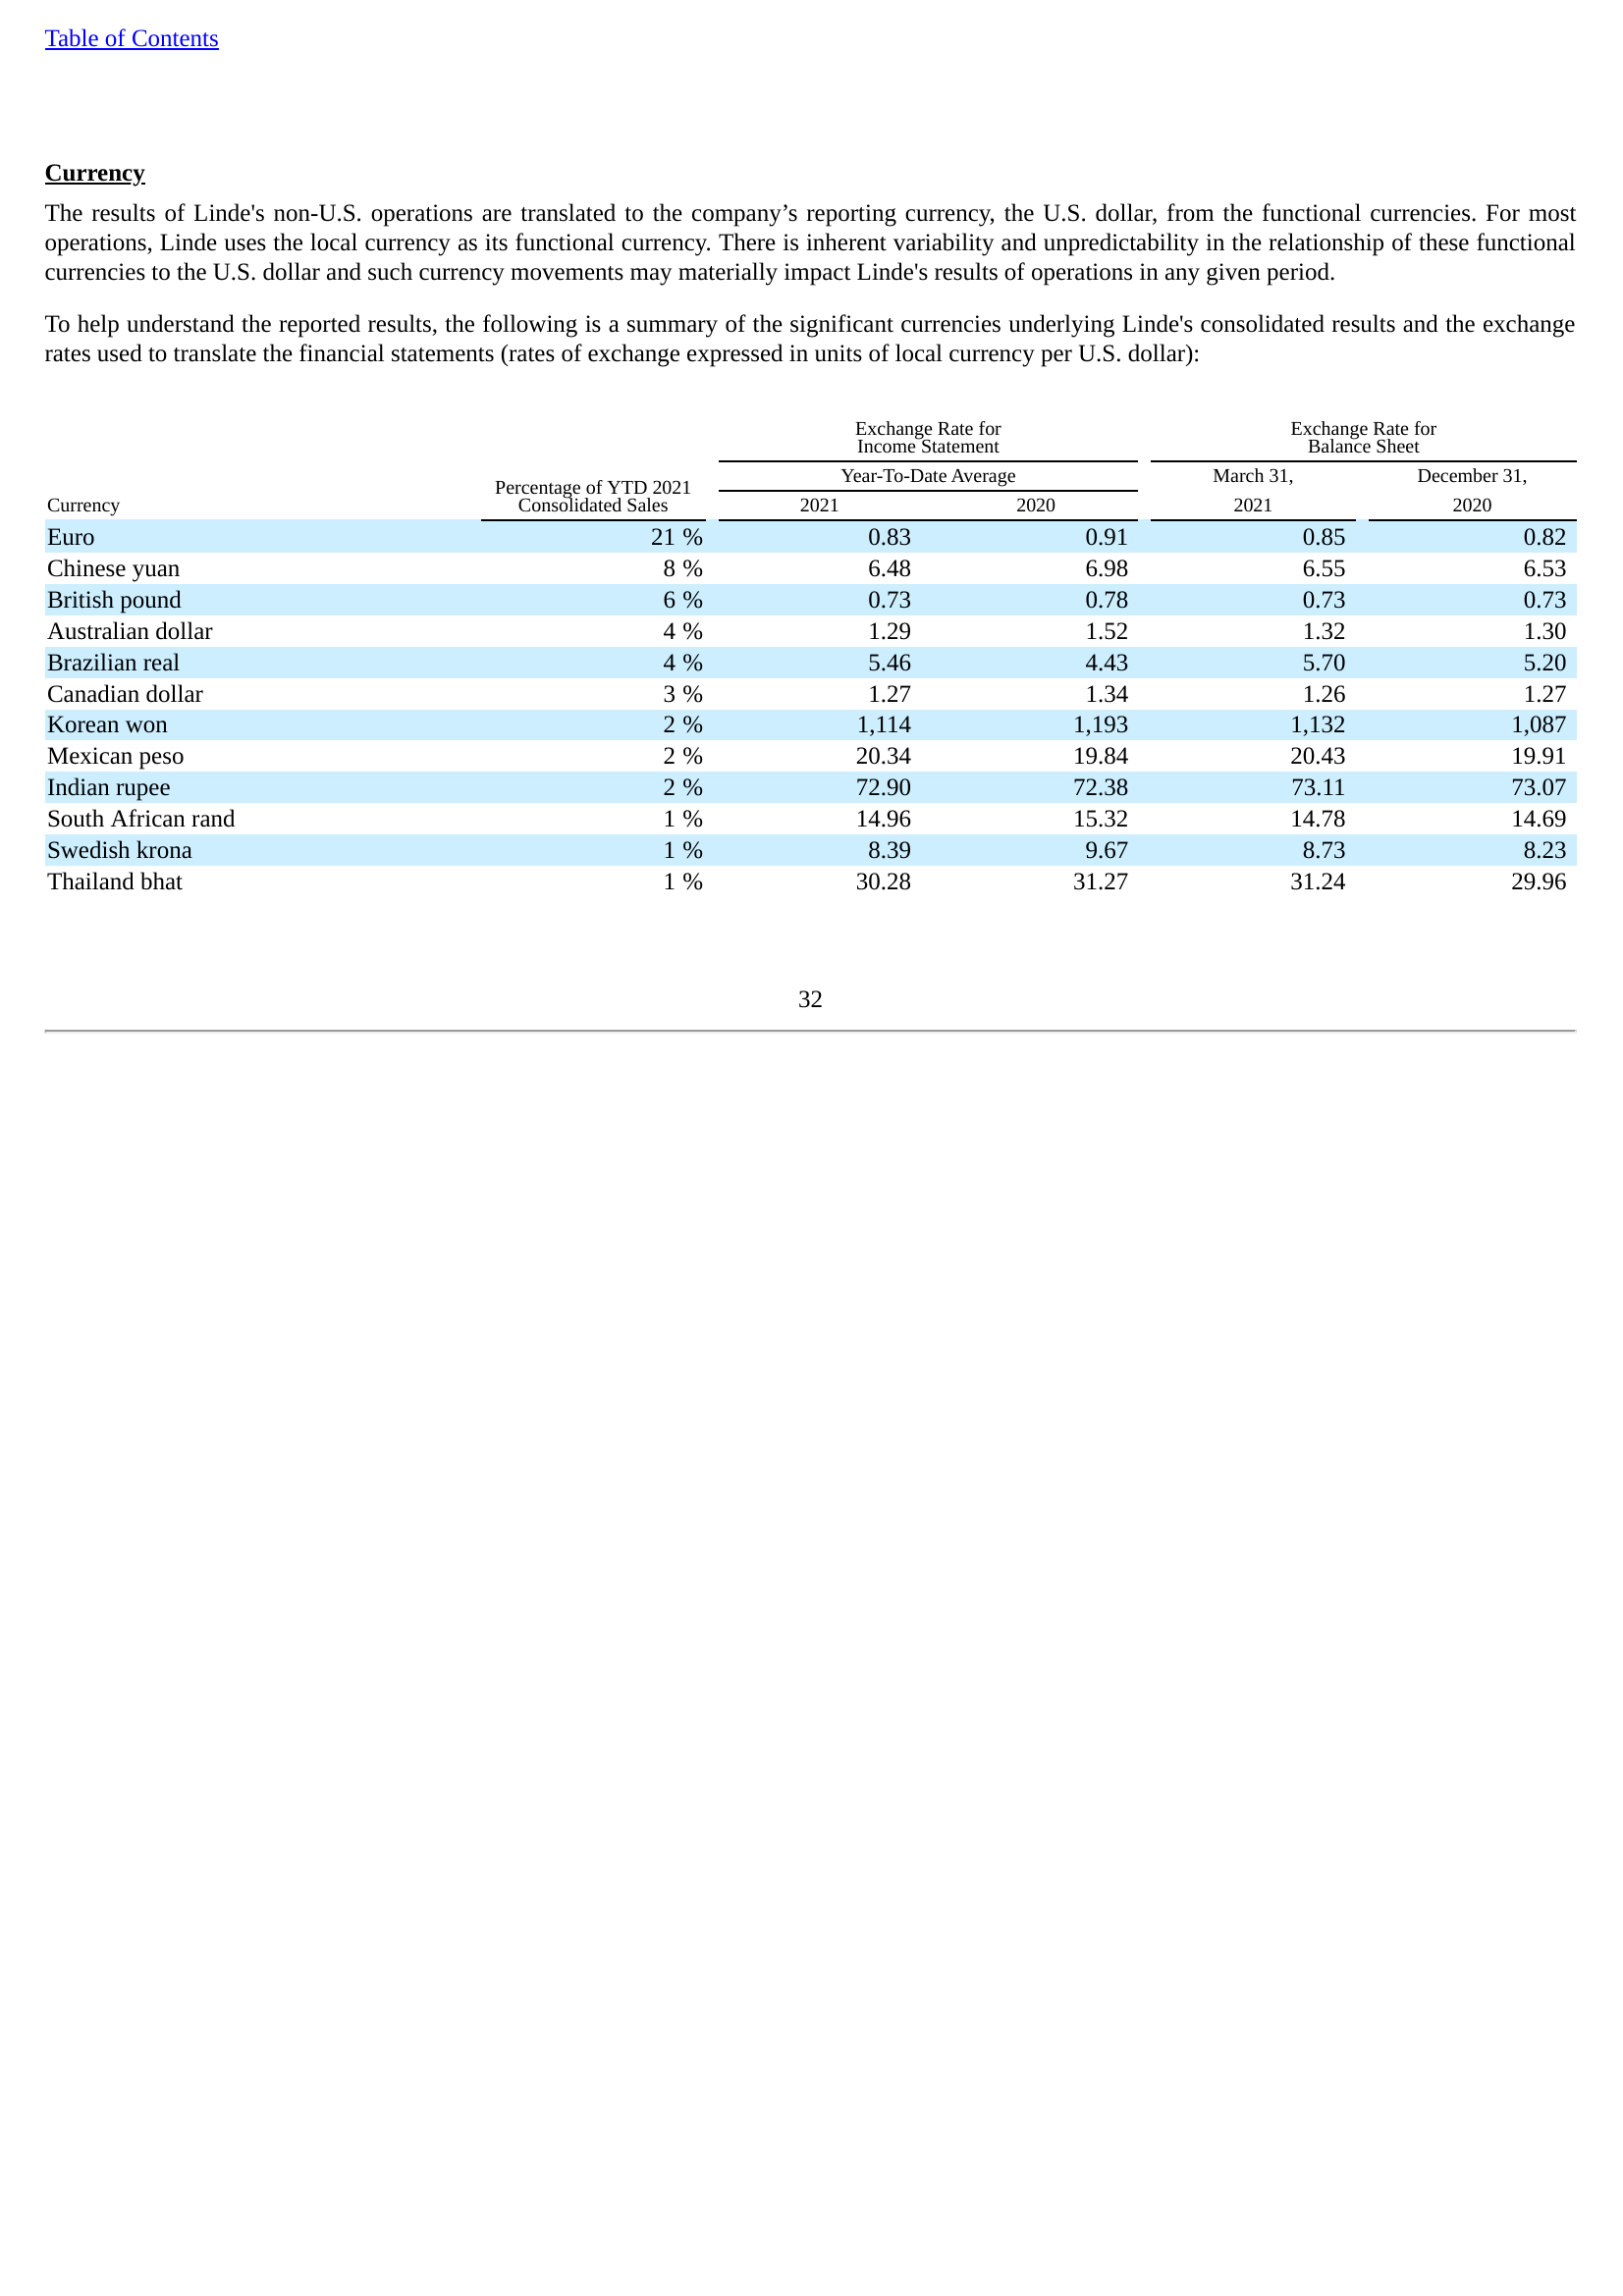 Table of Contents
Currency
The results of Linde's non-U.S. operations are translated to the company’s reporting currency, the U.S. dollar, from the functional currencies. For most
operations, Linde uses the local currency as its functional currency. There is inherent variability and unpredictability in the relationship of these functional
currencies to the U.S. dollar and such currency movements may materially impact Linde's results of operations in any given period.
To help understand the reported results, the following is a summary of the significant currencies underlying Linde's consolidated results and the exchange
rates used to translate the financial statements (rates of exchange expressed in units of local currency per U.S. dollar):
Exchange Rate for Exchange Rate for
Income Statement Balance Sheet
Year-To-Date Average March 31, December 31,
Percentage of YTD 2021
Currency Consolidated Sales 2021 2020 2021 2020
Euro 21 % 0.83 0.91 0.85 0.82
Chinese yuan 8 % 6.48 6.98 6.55 6.53
British pound 6 % 0.73 0.78 0.73 0.73
Australian dollar 4 % 1.29 1.52 1.32 1.30
Brazilian real 4 % 5.46 4.43 5.70 5.20
Canadian dollar 3 % 1.27 1.34 1.26 1.27
Korean won 2 % 1,114 1,193 1,132 1,087
Mexican peso 2 % 20.34 19.84 20.43 19.91
Indian rupee 2 % 72.90 72.38 73.11 73.07
South African rand 1 % 14.96 15.32 14.78 14.69
Swedish krona 1 % 8.39 9.67 8.73 8.23
Thailand bhat 1 % 30.28 31.27 31.24 29.96
32